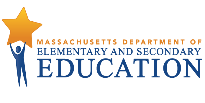 MASSACHUSETTS DEPARTMENT OF
ELEMENTARY AND SECONDARY
EDUCATION